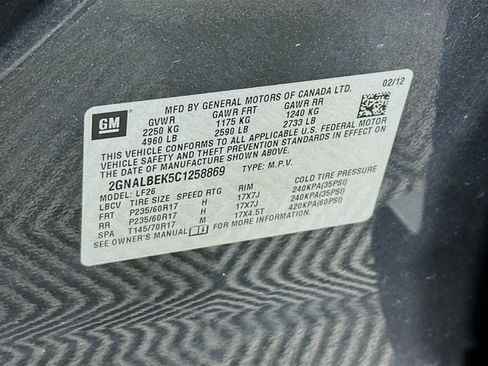 GM
MFD BY GENERAL MOTORS OF CANADA LTD. 02/12
GVWR GAWR FRT GAWR RR
2250 KG 1175 KG 1240 KG
4960 LB 2590 LB 2733 LB
THIS VEHICLE CONFORMS TO ALL APPLICABLE U.S. FEDERAL MOTOR
VEHICLE SAFETY AND THEFT PREVENTION STANDARDS IN EFFECT ON
THE DATE OF MANUFACTURE SHOWN ABOVE.
2GNALBEK5C1258869 TYPE: M.P.V.
MODEL: LF26
LBCV TIRE SIZE SPEED RTG RIM COLD TIRE PRESSURE
FRT P235/60R17 H 17X7J 240KPA(35PSI)
RR P235/60R17 H 17X7J 240KPA(35PSI)
SPA T145/70R17 M 17X4.5T 420KPA(60PSI)
SEE OWNER'S MANUAL FOR MORE INFORMATION.